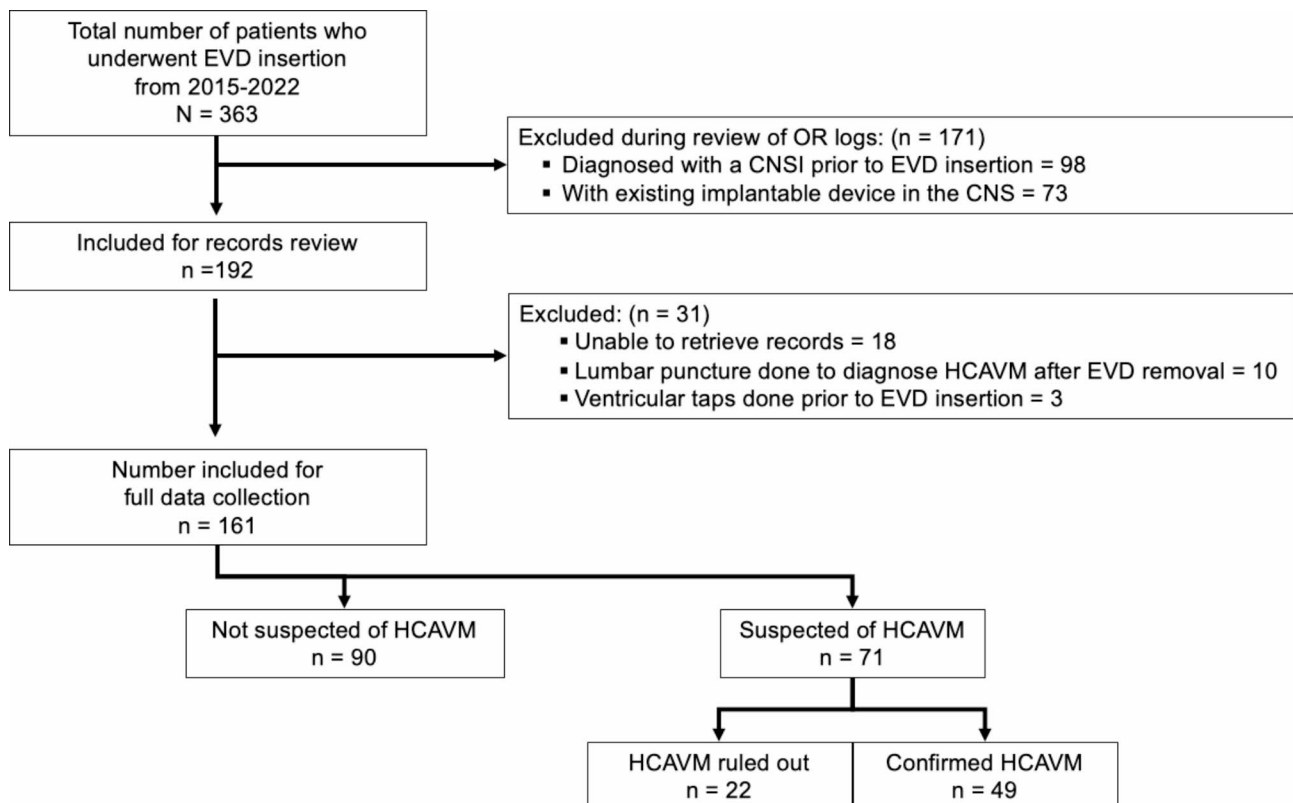 Total number of patients who
underwent EVD insertion
from 2015-2022
N = 363
Excluded during review of OR logs: (n = 171)
▪ Diagnosed with a CNSI prior to EVD insertion = 98
▪ With existing implantable device in the CNS = 73
Included for records review
n =192
Excluded: (n = 31)
▪ Unable to retrieve records = 18
▪ Lumbar puncture done to diagnose HCAVM after EVD removal = 10
▪ Ventricular taps done prior to EVD insertion = 3
Number included for
full data collection
n = 161
Not suspected of HCAVM
n = 90
Suspected of HCAVM
n = 71
HCAVM ruled out
n = 22
Confirmed HCAVM
n = 49